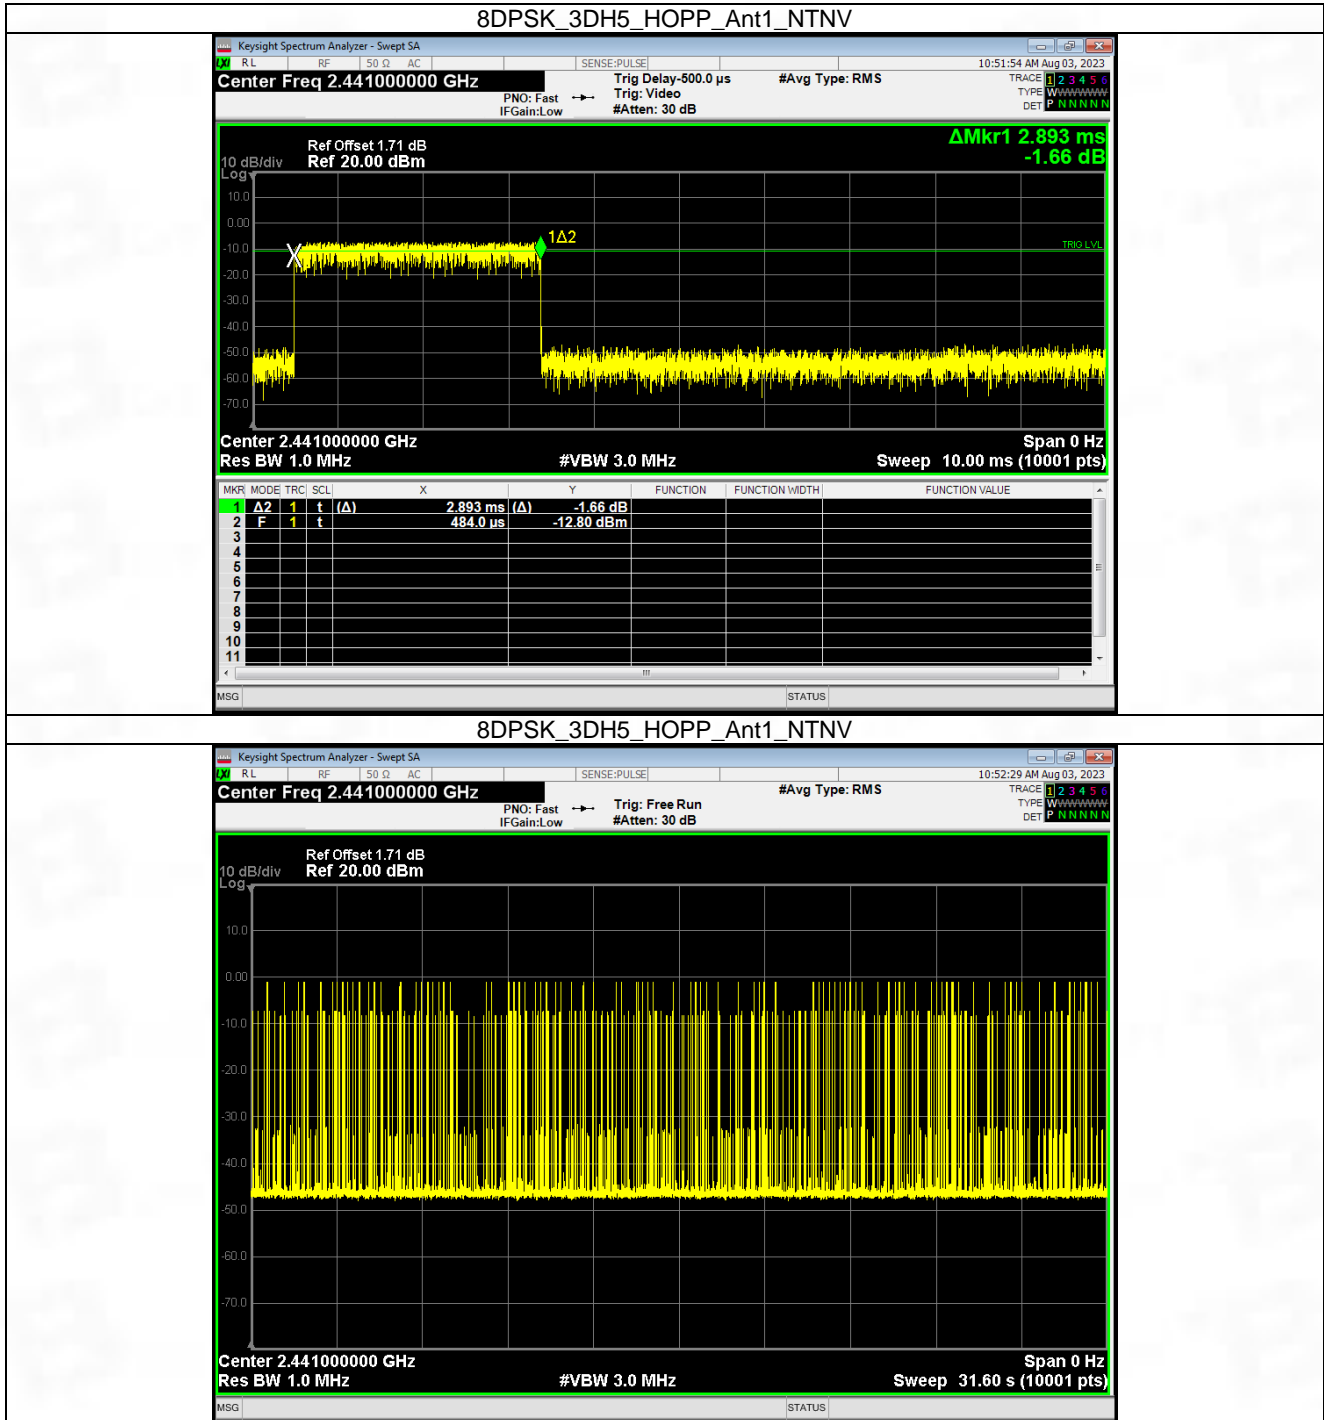 8DPSK_3DH5_HOPP_Ant1_NTNV
Keysight Spectrum Analyzer - Swept SA
LXI RL RF 50 Ω AC SENSE:PULSE 10:51:54 AM Aug 03, 2023
Center Freq 2.441000000 GHz
PNO: Fast
IFGain:Low
Trig Delay-500.0 µs
Trig: Video
#Atten: 30 dB
#Avg Type: RMS
TRACE 1 2 3 4 5 6
TYPE W
DET P N N N N N
ΔMkr1 2.893 ms
-1.66 dB
Ref Offset 1.71 dB
10 dB/div Ref 20.00 dBm
Log
10.0
0.00
-10.0
-20.0
-30.0
-40.0
-50.0
-60.0
-70.0
1Δ2
TRIG LVL
Center 2.441000000 GHz Span 0 Hz
Res BW 1.0 MHz #VBW 3.0 MHz Sweep 10.00 ms (10001 pts)
MKR MODE TRC SCL X Y FUNCTION FUNCTION WIDTH FUNCTION VALUE
1 Δ2 1 t (Δ) 2.893 ms (Δ) -1.66 dB
2 F 1 t 484.0 µs -12.80 dBm
3
4
5
6
7
8
9
10
11
MSG STATUS
8DPSK_3DH5_HOPP_Ant1_NTNV
Keysight Spectrum Analyzer - Swept SA
LXI RL RF 50 Ω AC SENSE:PULSE 10:52:29 AM Aug 03, 2023
Center Freq 2.441000000 GHz
PNO: Fast
IFGain:Low
Trig: Free Run
#Atten: 30 dB
#Avg Type: RMS
TRACE 1 2 3 4 5 6
TYPE W
DET P N N N N N
Ref Offset 1.71 dB
10 dB/div Ref 20.00 dBm
Log
10.0
0.00
-10.0
-20.0
-30.0
-40.0
-50.0
-60.0
-70.0
Center 2.441000000 GHz Span 0 Hz
Res BW 1.0 MHz #VBW 3.0 MHz Sweep 31.60 s (10001 pts)
MSG STATUS